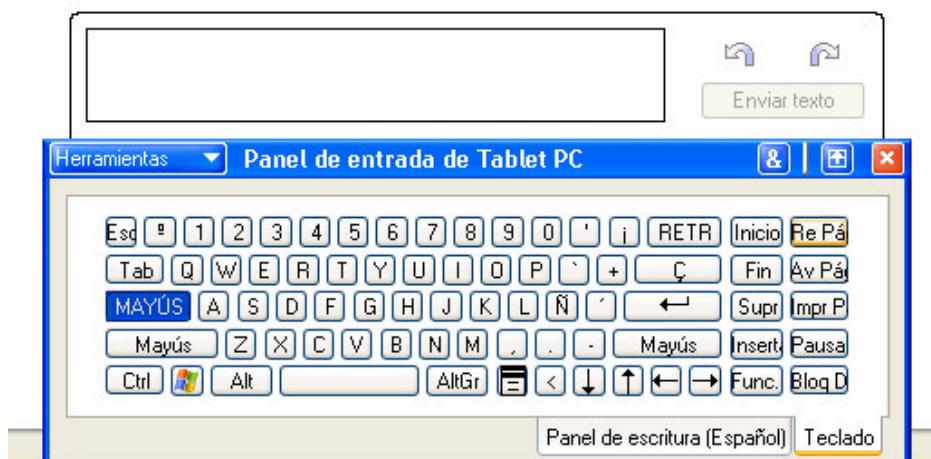 Enviar texto
Herramientas Panel de entrada de Tablet PC &
Esc º 1 2 3 4 5 6 7 8 9 0 ' ¡ RETR Inicio Re Pá
Tab Q W E R T Y U I O P ` + Ç Fin Av Pá
MAYÚS A S D F G H J K L Ñ ´ Supr Impr P
Mayús Z X C V B N M , . - Mayús Insert Pausa
Ctrl Alt AltGr < ↓ ↑ ← → Func. Bloq D
Panel de escritura (Español) Teclado